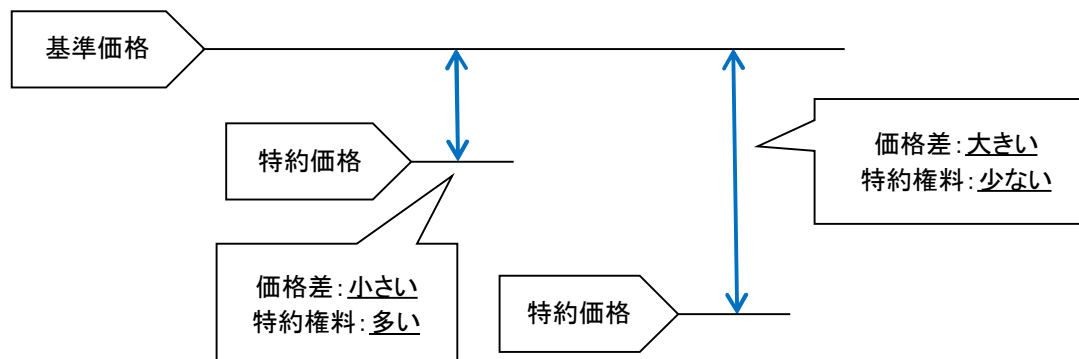 基準価格
特約価格
価格差:大きい
特約権料:少ない
価格差:小さい
特約権料:多い
特約価格